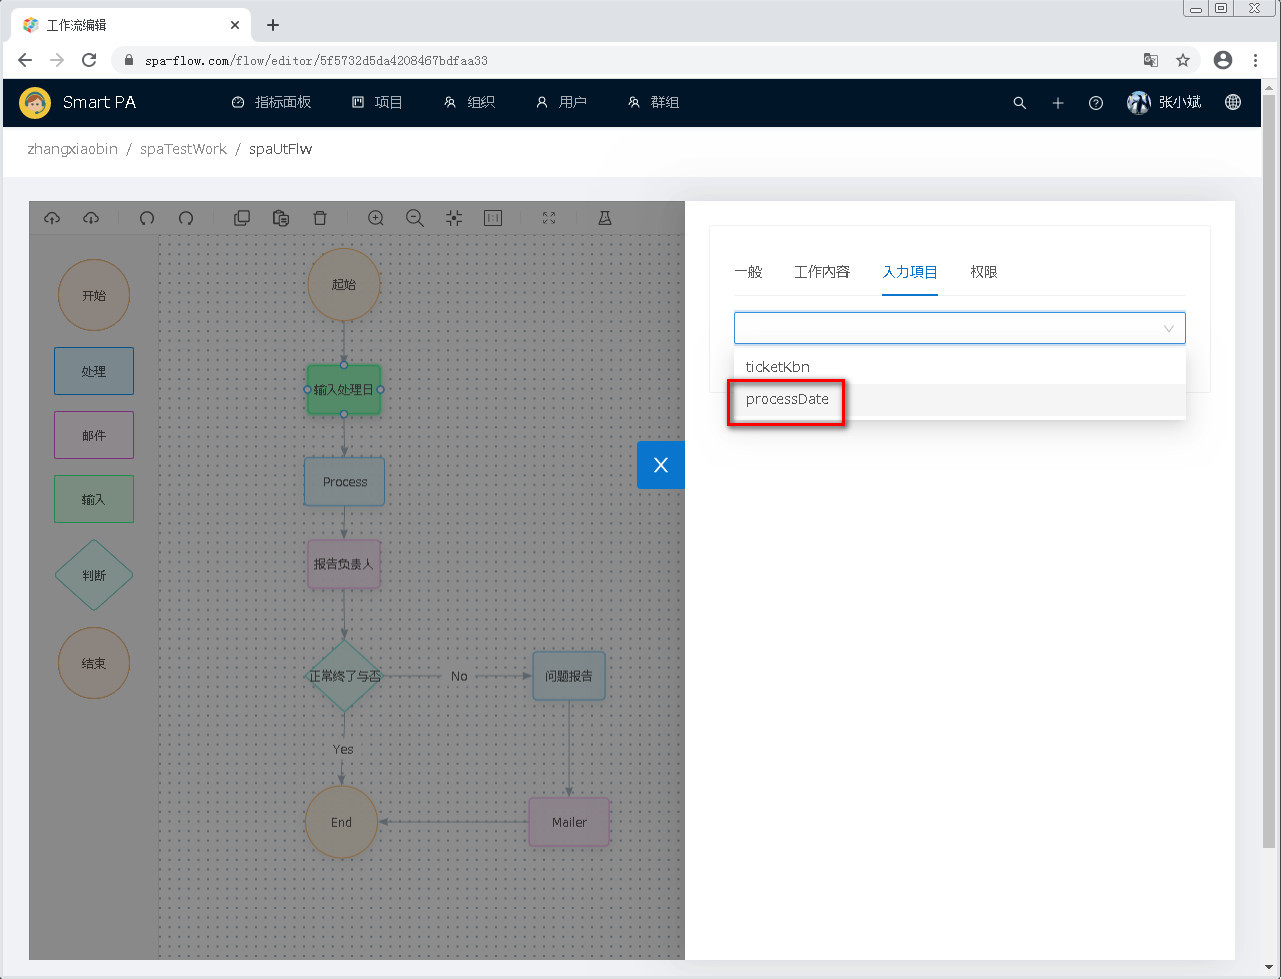 工作流编辑
spa-flow.com/flow/editor/5f5732d5da4208467bdfaa33
Smart PA
指标面板
项目
组织
用户
群组
张小斌
zhangxiaobin / spaTestWork / spaUtFlw
开始
处理
邮件
输入
判断
结束
起始
输入处理日
Process
报告负责人
正常终了与否
No
问题报告
Yes
End
Mailer
X
一般
工作内容
入力項目
权限
ticketKbn
processDate